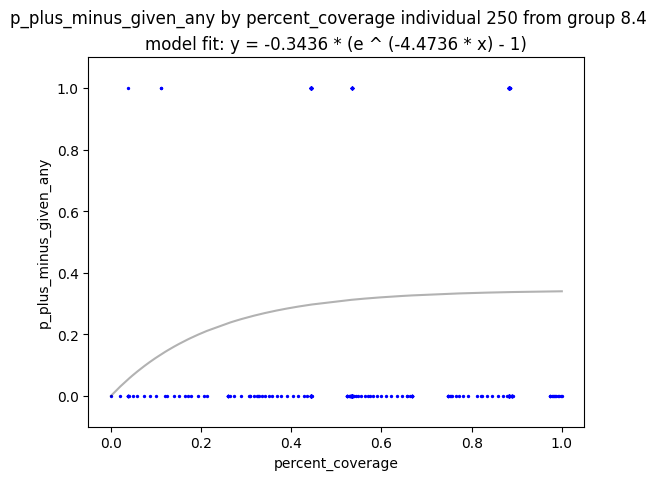 p_plus_minus_given_any by percent_coverage individual 250 from group 8.4
model fit: y = -0.3436 * (e ^ (-4.4736 * x) - 1)
1.0
0.8
0.6
0.4
0.2
0.0
p_plus_minus_given_any
0.0 0.2 0.4 0.6 0.8 1.0
percent_coverage